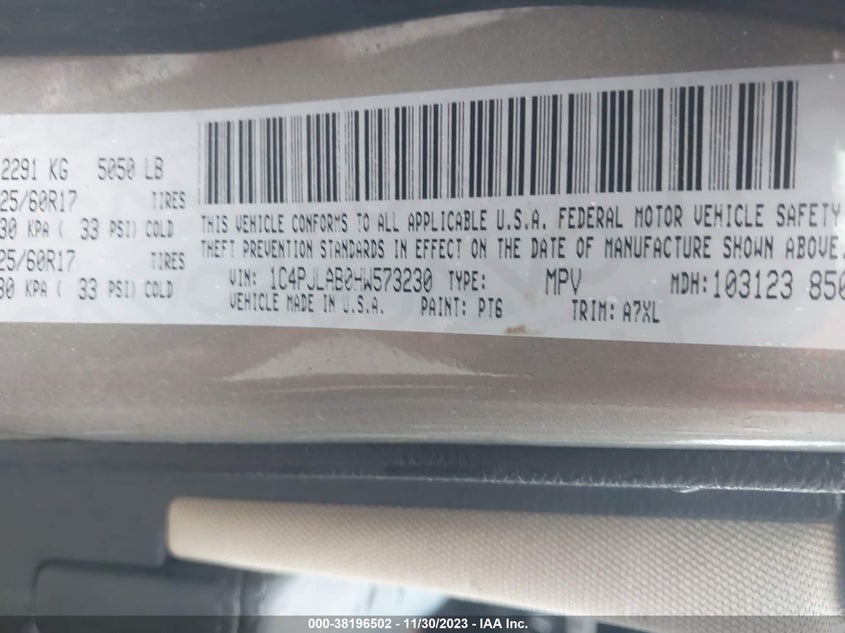 2291 KG 5050 LB
25/60R17 TIRES
30 KPA ( 33 PSI) COLD
25/60R17 TIRES
30 KPA ( 33 PSI) COLD
THIS VEHICLE CONFORMS TO ALL APPLICABLE U.S.A. FEDERAL MOTOR VEHICLE SAFETY
THEFT PREVENTION STANDARDS IN EFFECT ON THE DATE OF MANUFACTURE SHOWN ABOVE.
VIN: 1C4PJLAB0HW573230 TYPE: MPV MDH: 103123 850
VEHICLE MADE IN U.S.A. PAINT: PT6 TRIM: A7XL
000-38196502 - 11/30/2023 - IAA Inc.